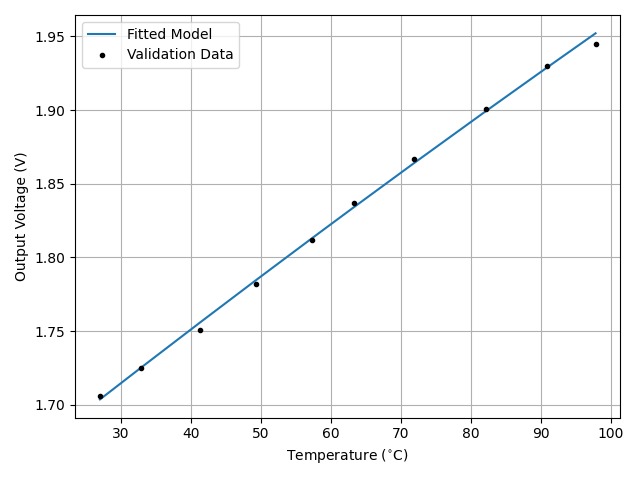 Fitted Model
Validation Data
1.95
1.90
1.85
1.80
1.75
1.70
Output Voltage (V)
30 40 50 60 70 80 90 100
Temperature (°C)